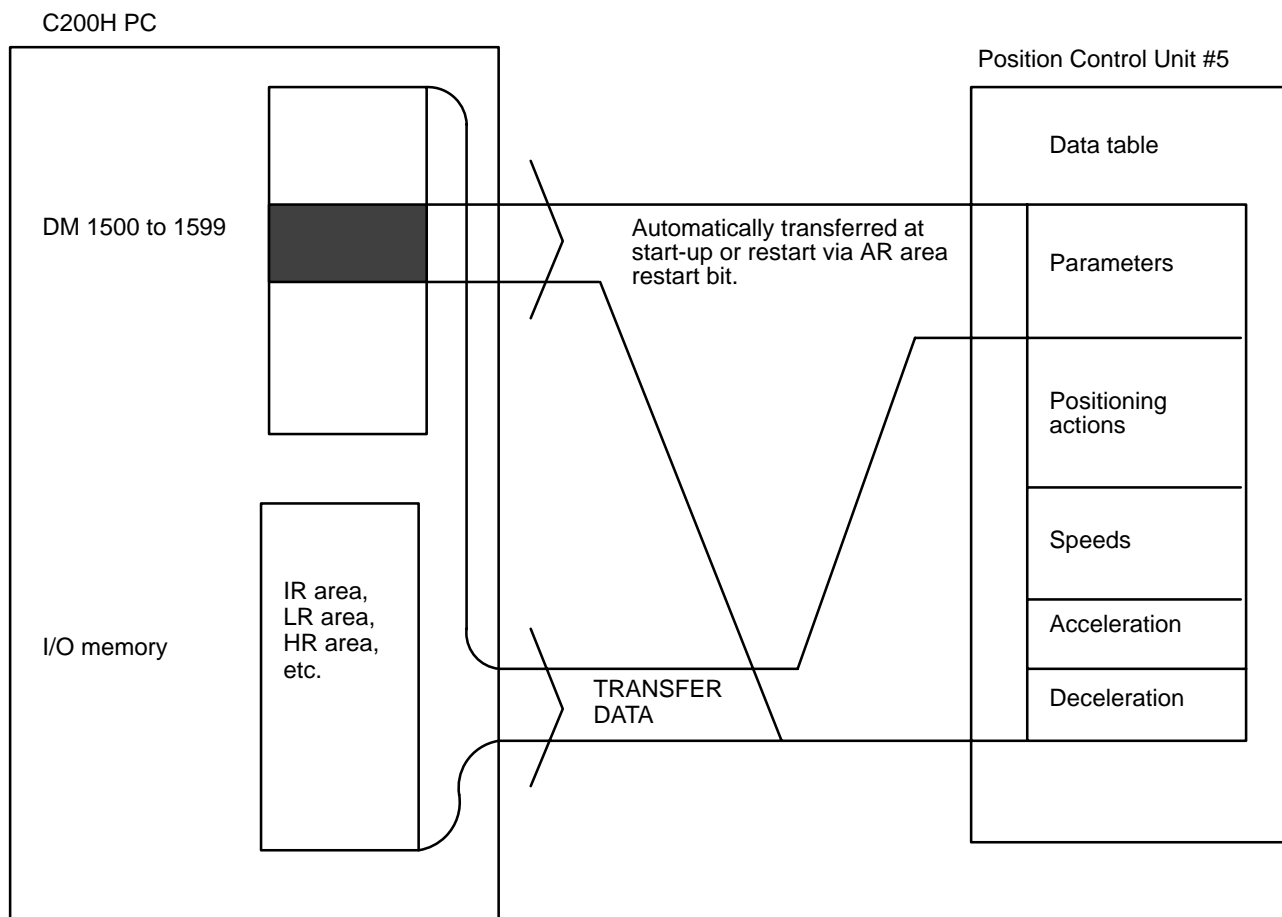 C200H PC
Position Control Unit #5
Data table
DM 1500 to 1599
Automatically transferred at
start-up or restart via AR area
restart bit.
Parameters
Positioning
actions
Speeds
IR area,
LR area,
HR area,
etc.
I/O memory
Acceleration
TRANSFER
DATA
Deceleration